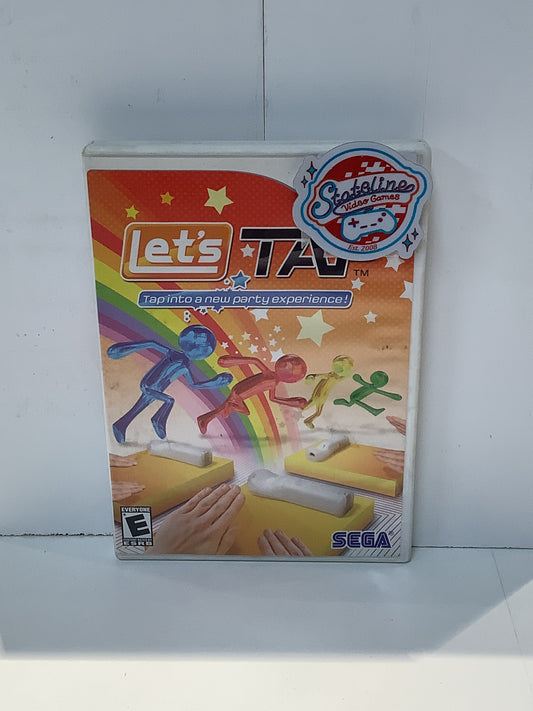 Stateline
Video Games
Est. 2008
Let's TAP™
Tap into a new party experience!
EVERYONE
E
ESRB
SEGA